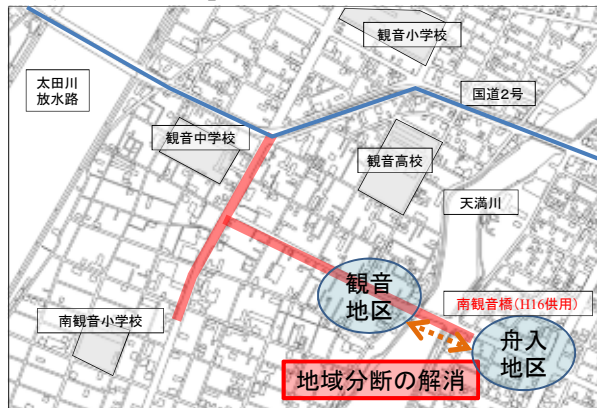 観音小学校
太田川
放水路
国道2号
観音中学校
観音高校
天満川
観音
地区
南観音橋(H16供用)
南観音小学校
舟入
地区
地域分断の解消